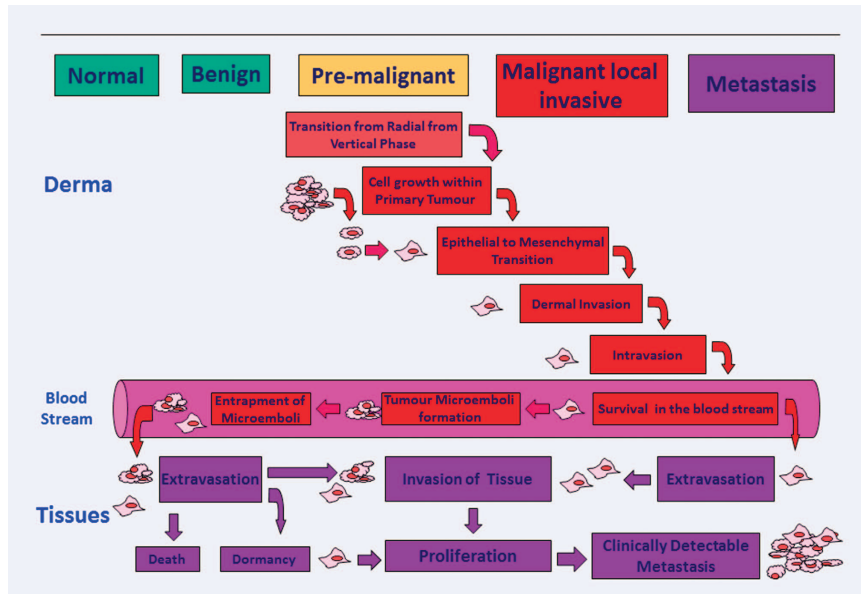 Normal
Benign
Pre-malignant
Malignant local
invasive
Metastasis
Transition from Radial from
Vertical Phase
Derma
Cell growth within
Primary Tumour
Epithelial to Mesenchymal
Transition
Dermal Invasion
Intravasion
Blood
Stream
Entrapment of
Microemboli
Tumour Microemboli
formation
Survival in the blood stream
Tissues
Extravasation
Invasion of Tissue
Extravasation
Death
Dormancy
Proliferation
Clinically Detectable
Metastasis